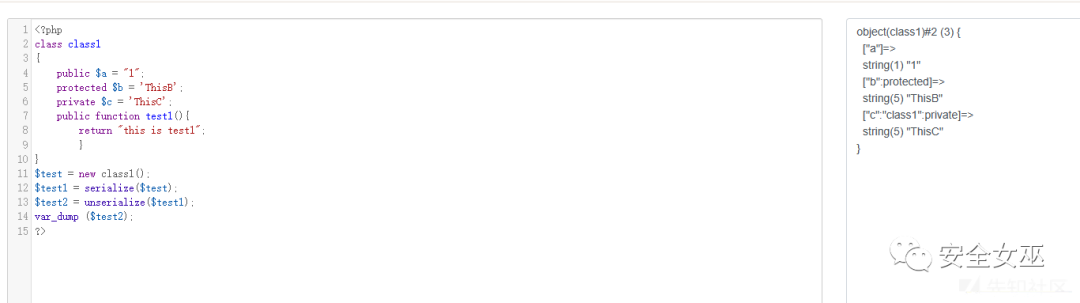 1 <?php
2 class class1
3 {
4 public $a = "1";
5 protected $b = 'ThisB';
6 private $c = 'ThisC';
7 public function test1(){
8 return "this is test1";
9 }
10 }
11 $test = new class1();
12 $test1 = serialize($test);
13 $test2 = unserialize($test1);
14 var_dump ($test2);
15 ?>
object(class1)#2 (3) {
["a"]=>
string(1) "1"
["b":protected]=>
string(5) "ThisB"
["c":"class1":private]=>
string(5) "ThisC"
}
安全女巫
先知社区